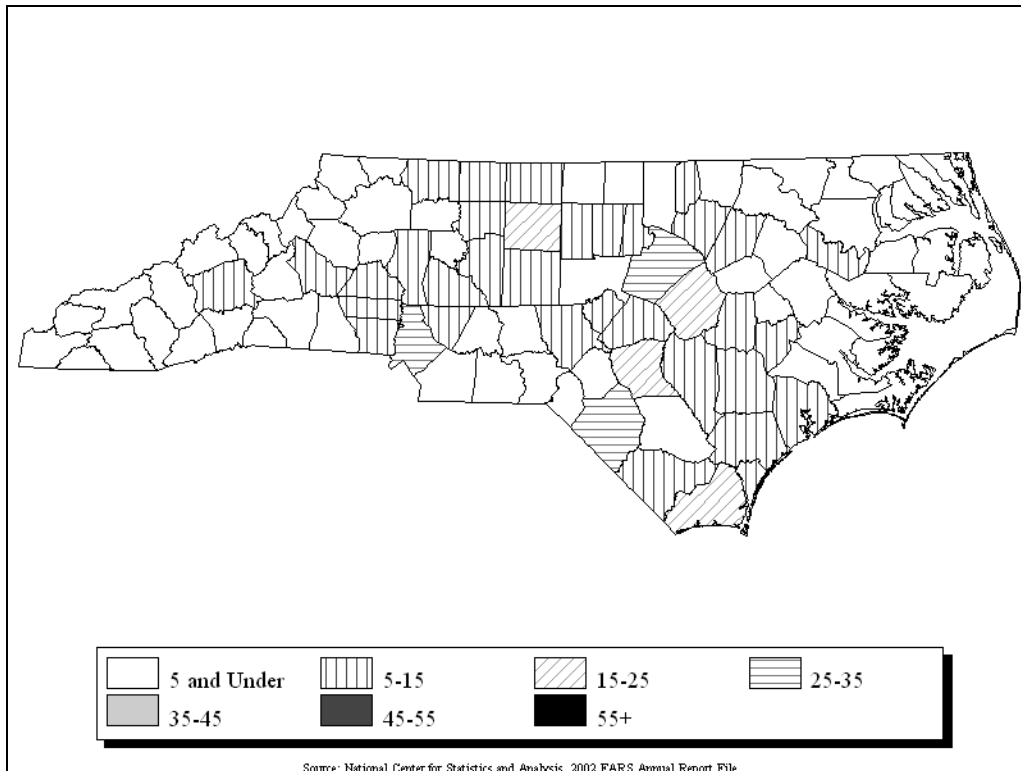 5 and Under 5-15 15-25 25-35
35-45 45-55 55+
Source: National Center for Statistics and Analysis, 2002 FARS Annual Report File